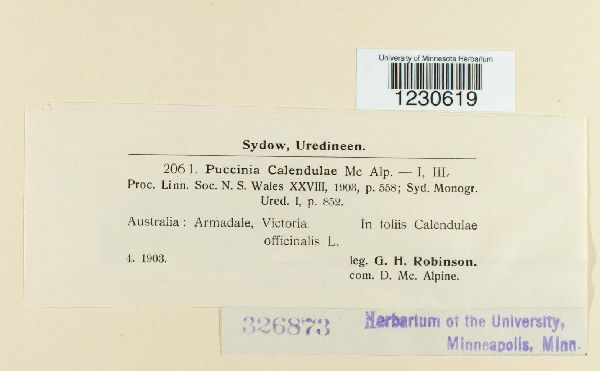 University of Minnesota Herbarium
1230619
Sydow, Uredineen.
2061. Puccinia Calendulae Mc Alp. — I, III.
Proc. Linn. Soc. N. S. Wales XXVIII, 1903, p. 558; Syd. Monogr.
Ured. I, p. 852.
Australia: Armadale, Victoria. In toliis Calendulae
officinalis L.
4. 1903. leg. G. H. Robinson.
com. D. Mc. Alpine.
326873 Herbarium of the University,
Minneapolis, Minn.